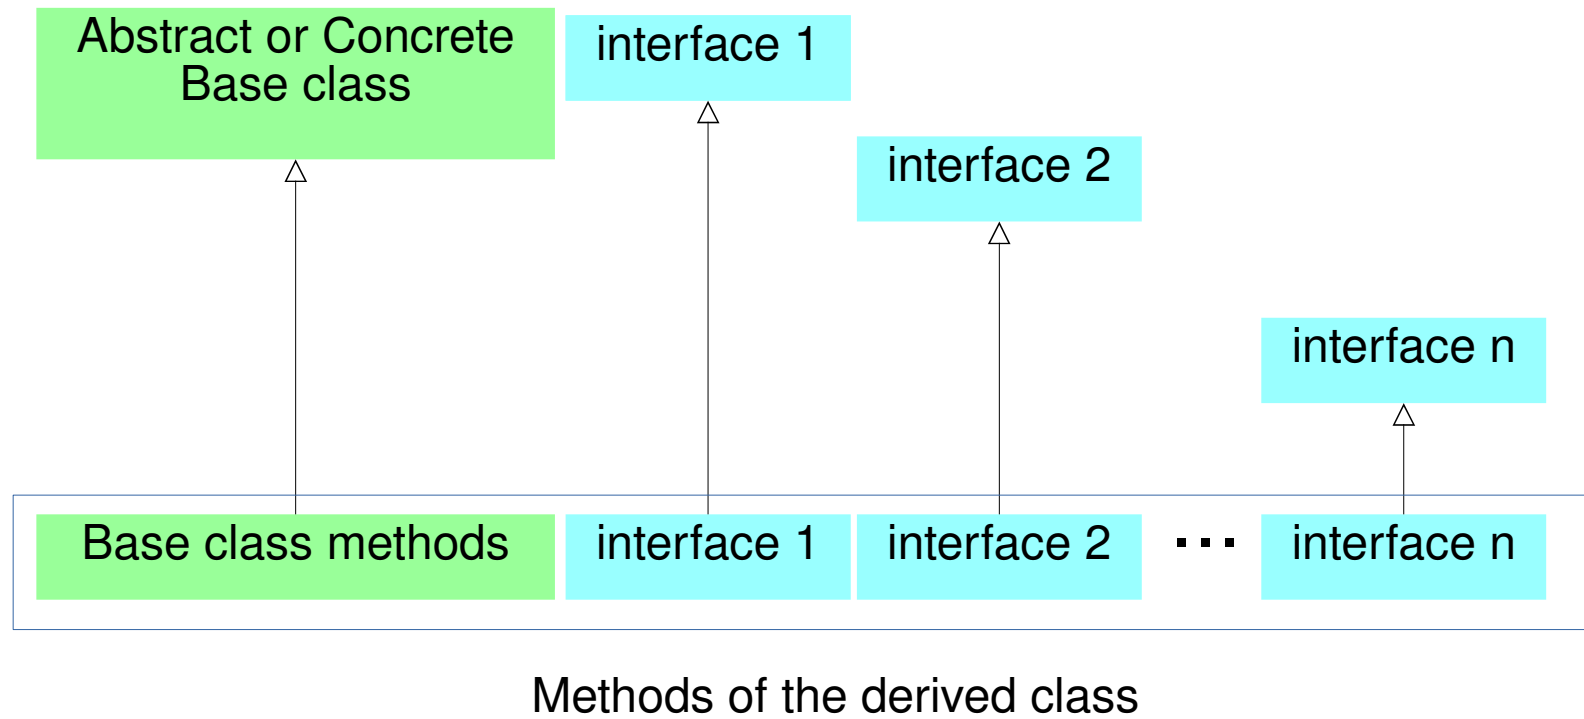 Abstract or Concrete
Base class
interface 1
interface 2
interface n
Base class methods
interface 1
interface 2
...
interface n
Methods of the derived class